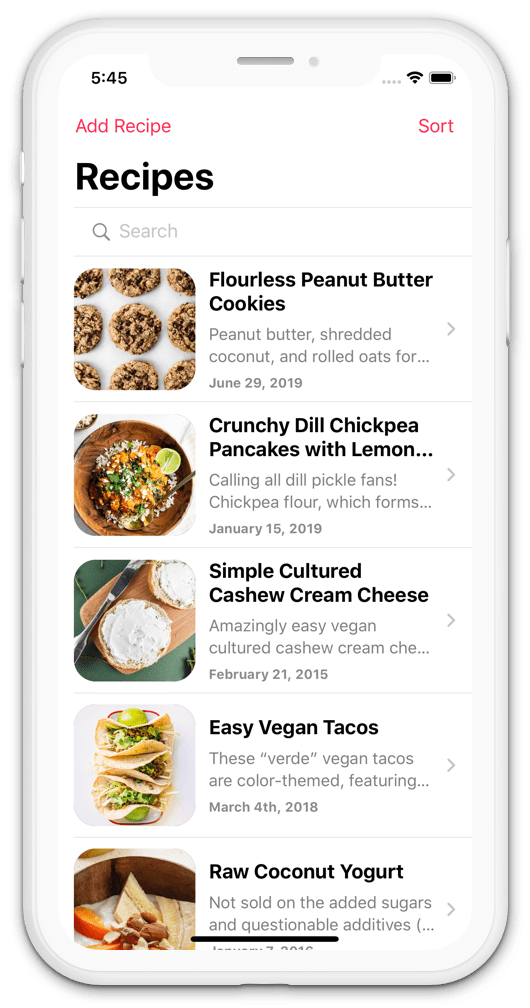 5:45
Add Recipe
Sort
Recipes
Search
Flourless Peanut Butter
Cookies
Peanut butter, shredded
coconut, and rolled oats for...
June 29, 2019
Crunchy Dill Chickpea
Pancakes with Lemon...
Calling all dill pickle fans!
Chickpea flour, which forms...
January 15, 2019
Simple Cultured
Cashew Cream Cheese
Amazingly easy vegan
cultured cashew cream che...
February 21, 2015
Easy Vegan Tacos
These “verde” vegan tacos
are color-themed, featuring...
March 4th, 2018
Raw Coconut Yogurt
Not sold on the added sugars
and questionable additives (...